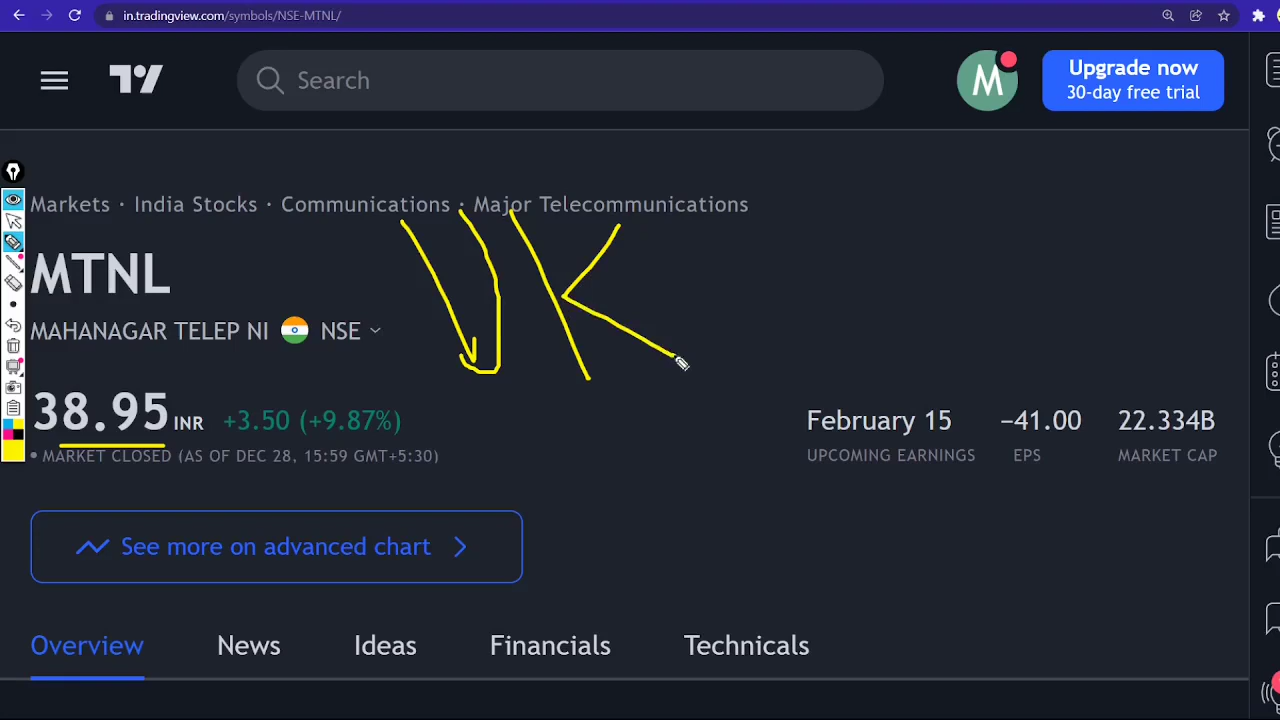 in.tradingview.com/symbols/NSE-MTNL/
Search
M
Upgrade now
30-day free trial
Markets · India Stocks · Communications · Major Telecommunications
MTNL
MAHANAGAR TELEP NI NSE
38.95 INR +3.50 (+9.87%)
• MARKET CLOSED (AS OF DEC 28, 15:59 GMT+5:30)
February 15 −41.00 22.334B
UPCOMING EARNINGS EPS MARKET CAP
See more on advanced chart
Overview News Ideas Financials Technicals